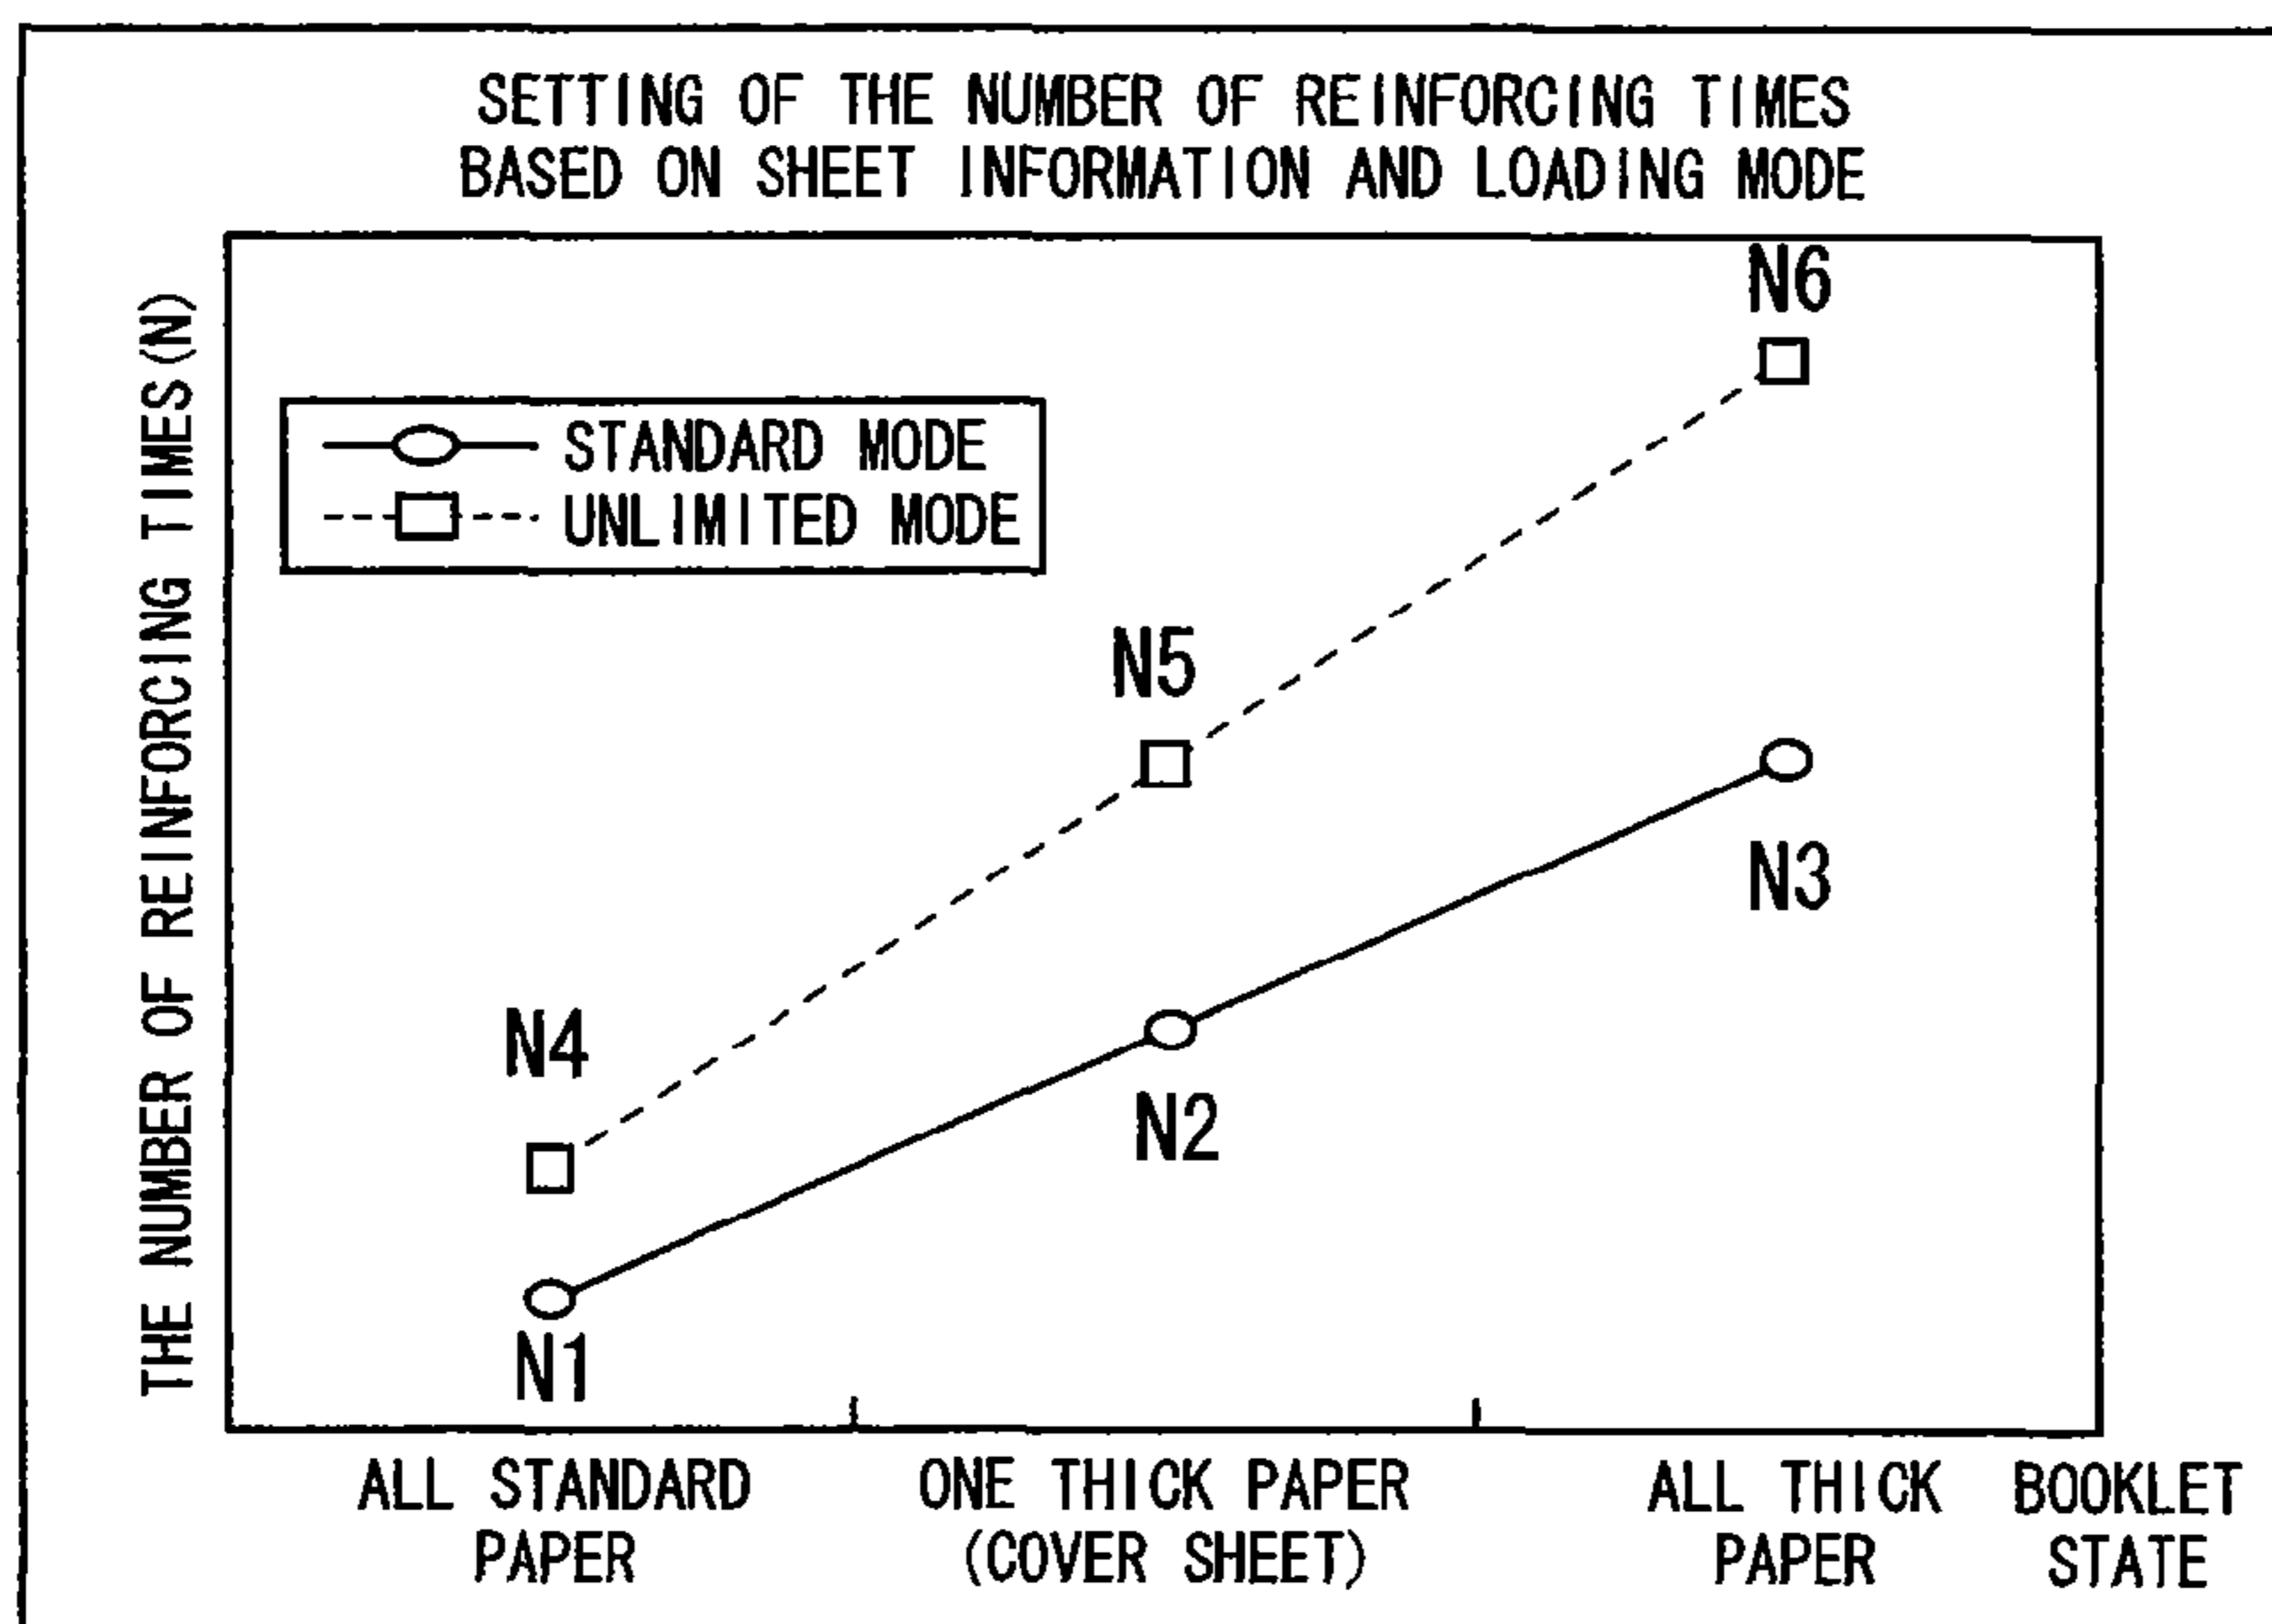 SETTING OF THE NUMBER OF REINFORCING TIMES
BASED ON SHEET INFORMATION AND LOADING MODE
THE NUMBER OF REINFORCING TIMES(N)
STANDARD MODE
UNLIMITED MODE
N6
N5
N3
N4
N2
N1
ALL STANDARD
PAPER
ONE THICK PAPER
(COVER SHEET)
ALL THICK
PAPER
BOOKLET
STATE